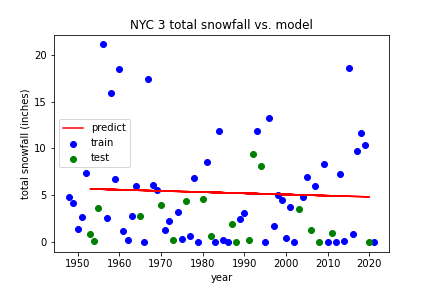 NYC 3 total snowfall vs. model
total snowfall (inches)
20
15
10
5
0
predict
train
test
1950 1960 1970 1980 1990 2000 2010 2020
year